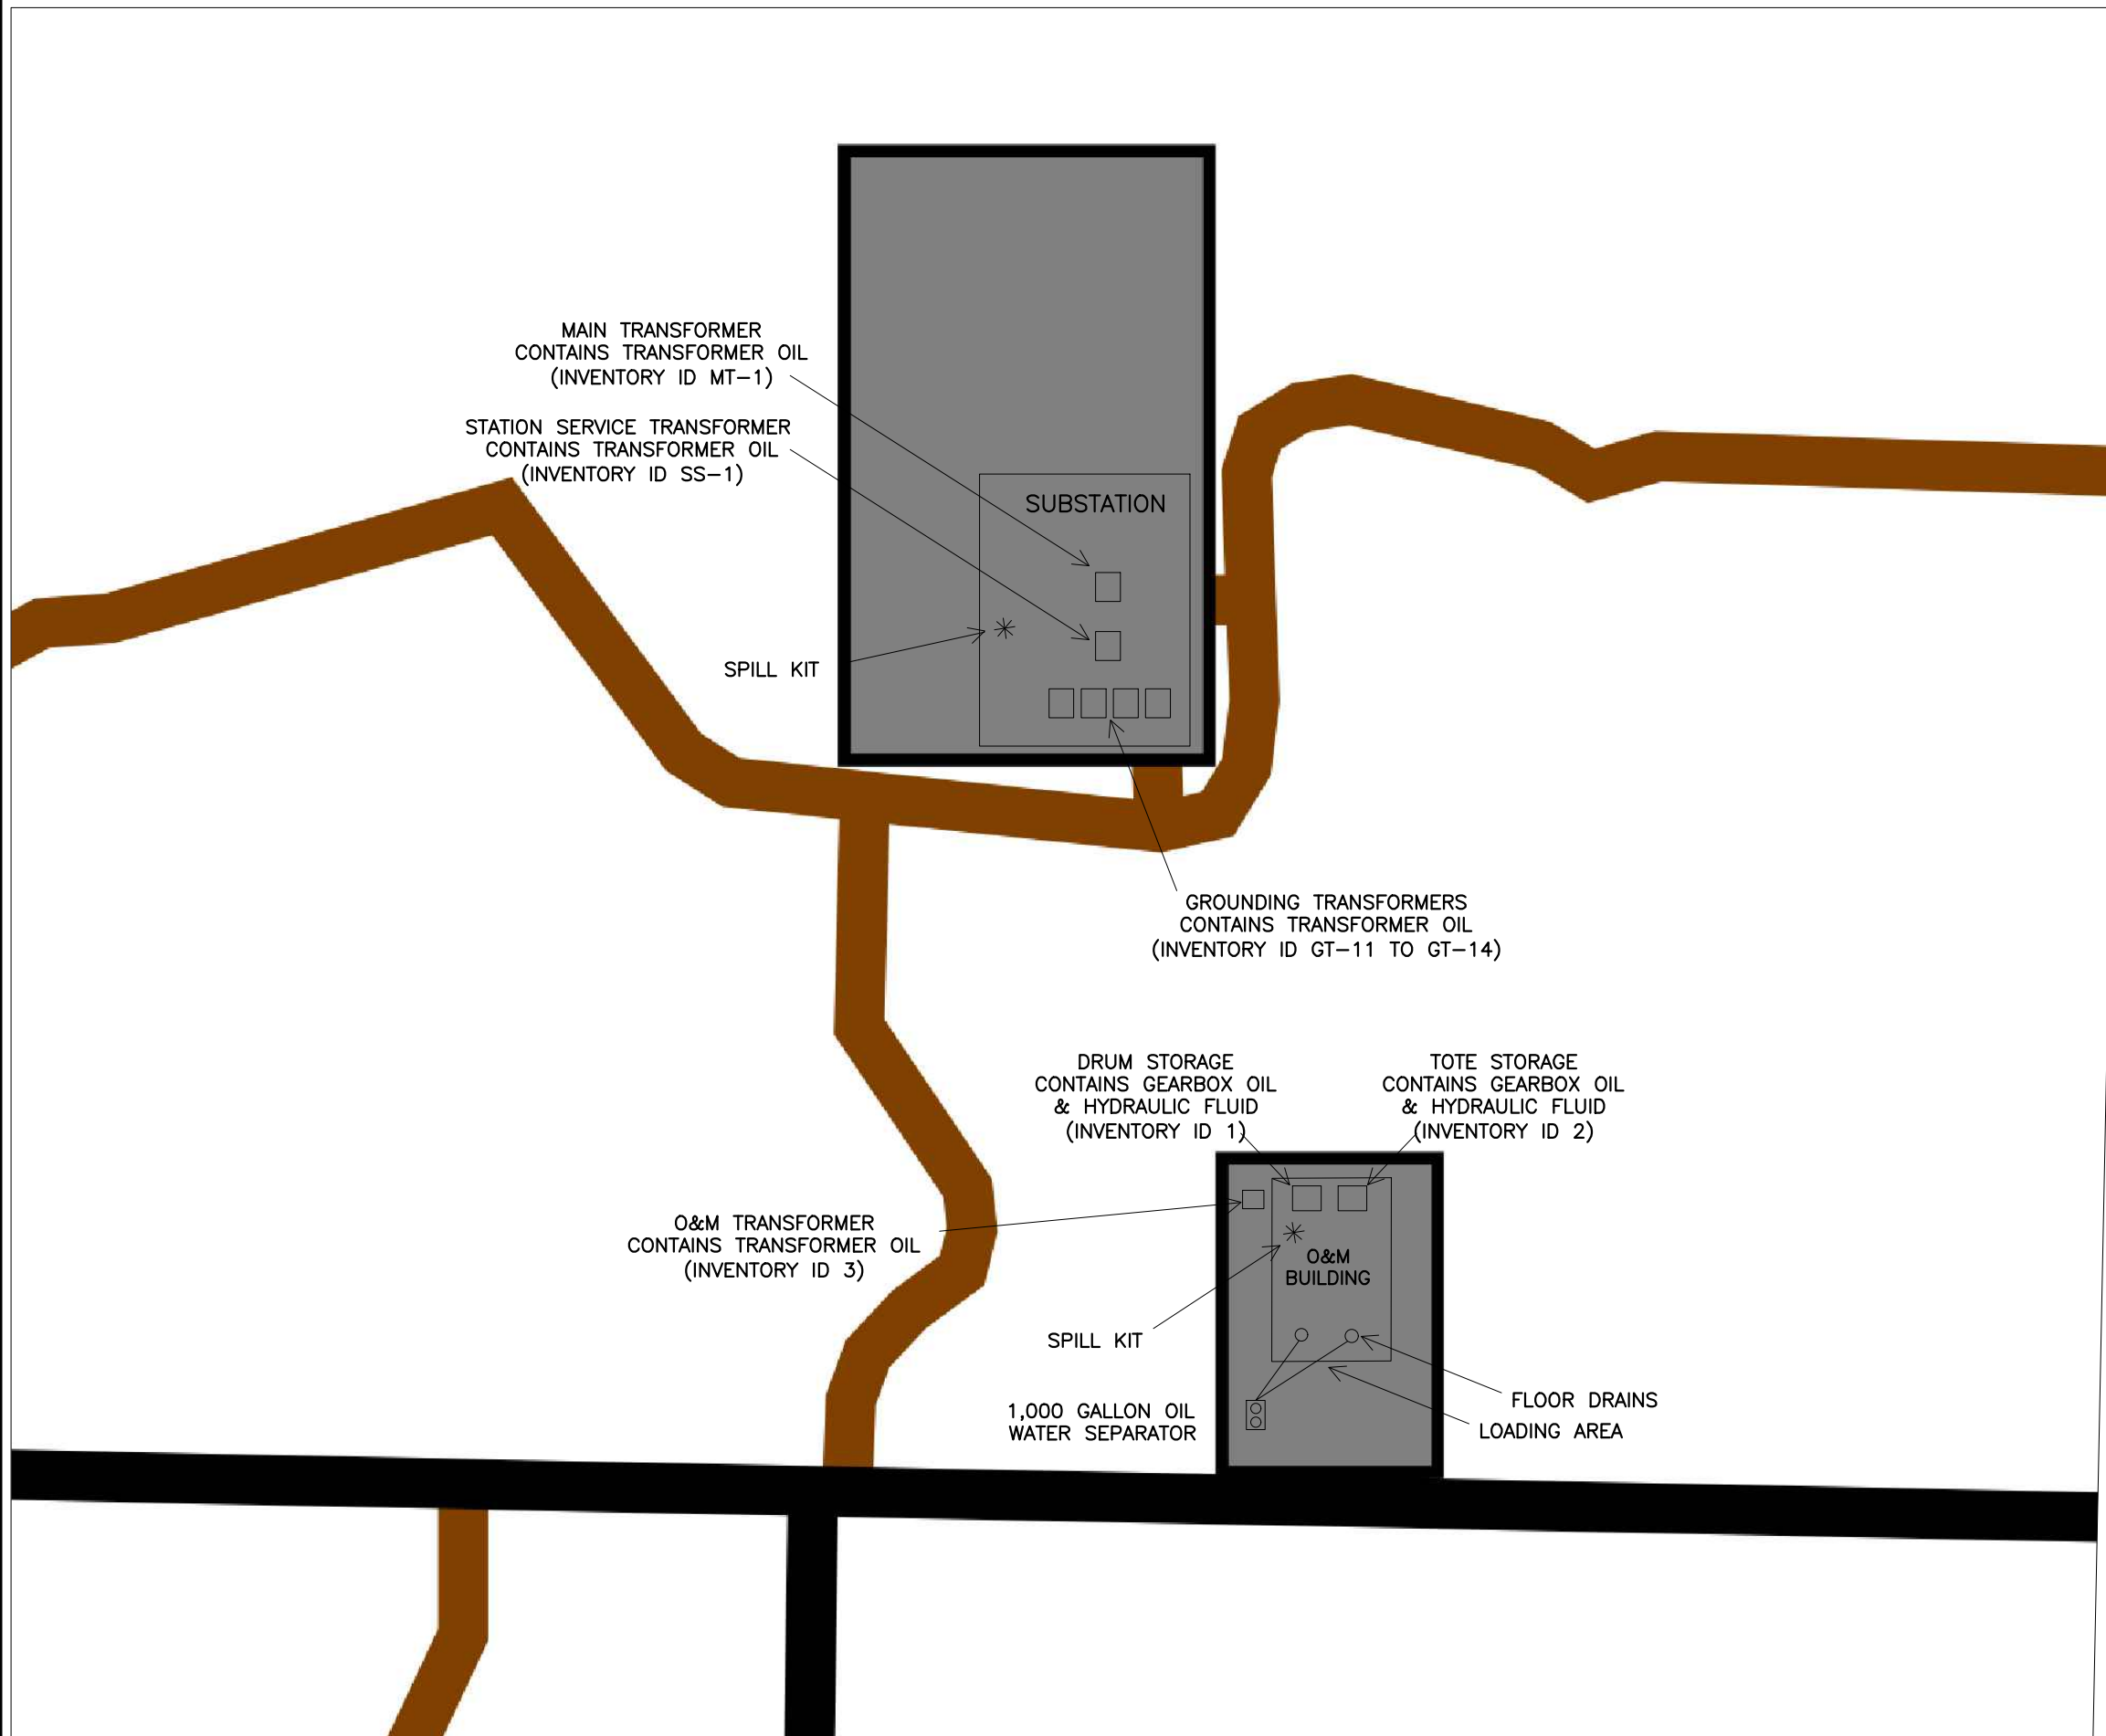 MAIN TRANSFORMER
CONTAINS TRANSFORMER OIL
(INVENTORY ID MT-1)
STATION SERVICE TRANSFORMER
CONTAINS TRANSFORMER OIL
(INVENTORY ID SS-1)
SUBSTATION
SPILL KIT
GROUNDING TRANSFORMERS
CONTAINS TRANSFORMER OIL
(INVENTORY ID GT-11 TO GT-14)
DRUM STORAGE
CONTAINS GEARBOX OIL
& HYDRAULIC FLUID
(INVENTORY ID 1)
TOTE STORAGE
CONTAINS GEARBOX OIL
& HYDRAULIC FLUID
(INVENTORY ID 2)
O&M TRANSFORMER
CONTAINS TRANSFORMER OIL
(INVENTORY ID 3)
O&M
BUILDING
SPILL KIT
1,000 GALLON OIL
WATER SEPARATOR
FLOOR DRAINS
LOADING AREA